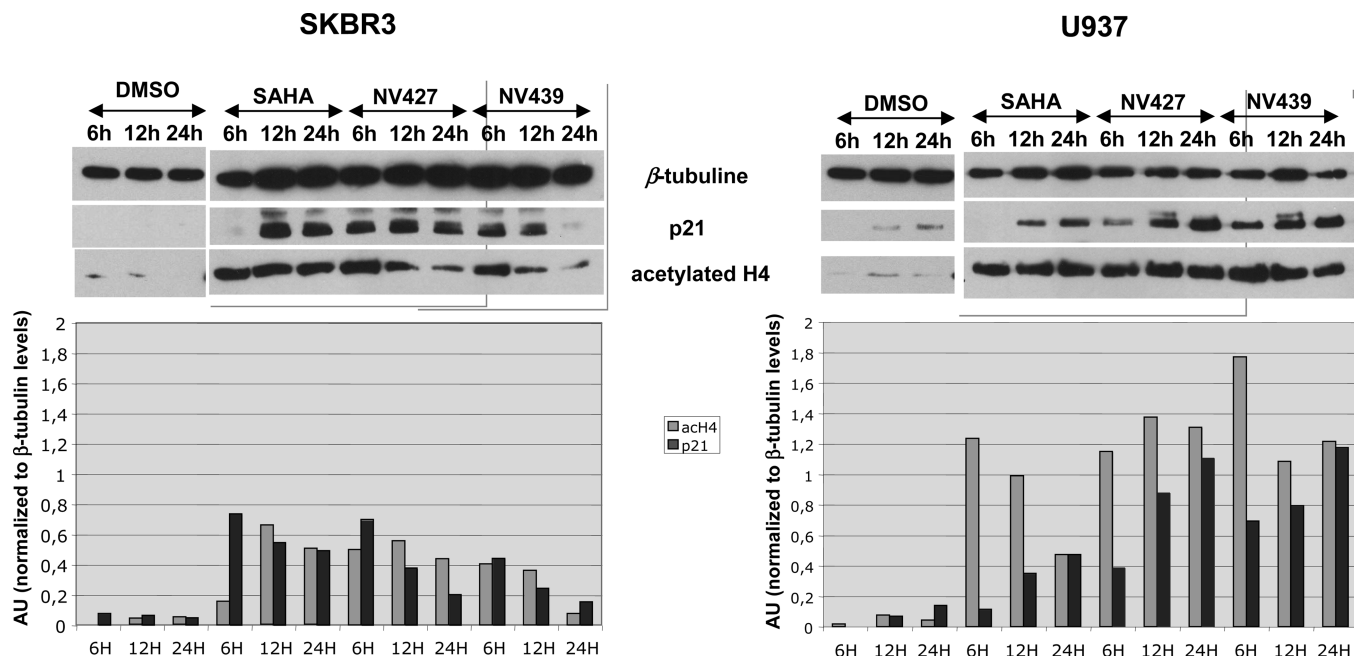 SKBR3
U937
DMSO SAHA NV427 NV439
6h 12h 24h 6h 12h 24h 6h 12h 24h 6h 12h 24h
DMSO SAHA NV427 NV439
6h 12h 24h 6h 12h 24h 6h 12h 24h 6h 12h 24h
β-tubuline
p21
acetylated H4
AU (normalized to β-tubulin levels)
2
1,8
1,6
1,4
1,2
1
0,8
0,6
0,4
0,2
0
6H 12H 24H 6H 12H 24H 6H 12H 24H 6H 12H 24H
acH4
p21
AU (normalized to β-tubulin levels)
2
1,8
1,6
1,4
1,2
1
0,8
0,6
0,4
0,2
0
6H 12H 24H 6H 12H 24H 6H 12H 24H 6H 12H 24H